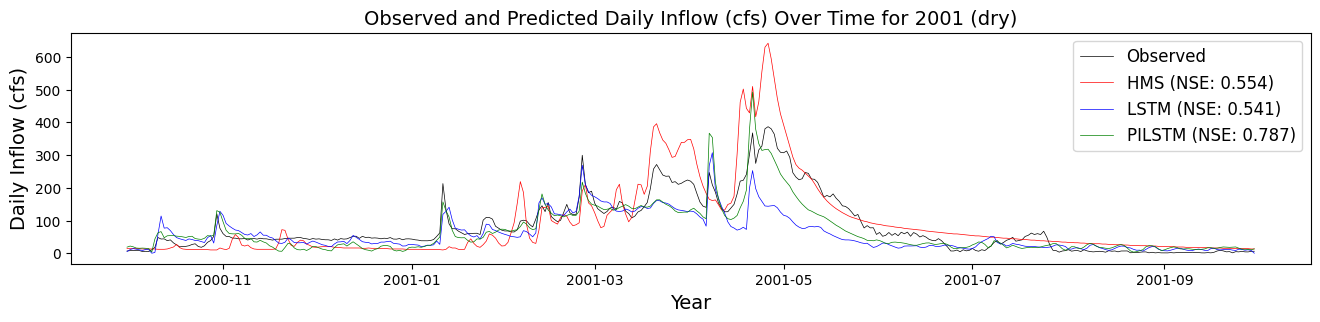 Observed and Predicted Daily Inflow (cfs) Over Time for 2001 (dry)
Daily Inflow (cfs)
600
500
400
300
200
100
0
Observed
HMS (NSE: 0.554)
LSTM (NSE: 0.541)
PILSTM (NSE: 0.787)
2000-11
2001-01
2001-03
2001-05
2001-07
2001-09
Year